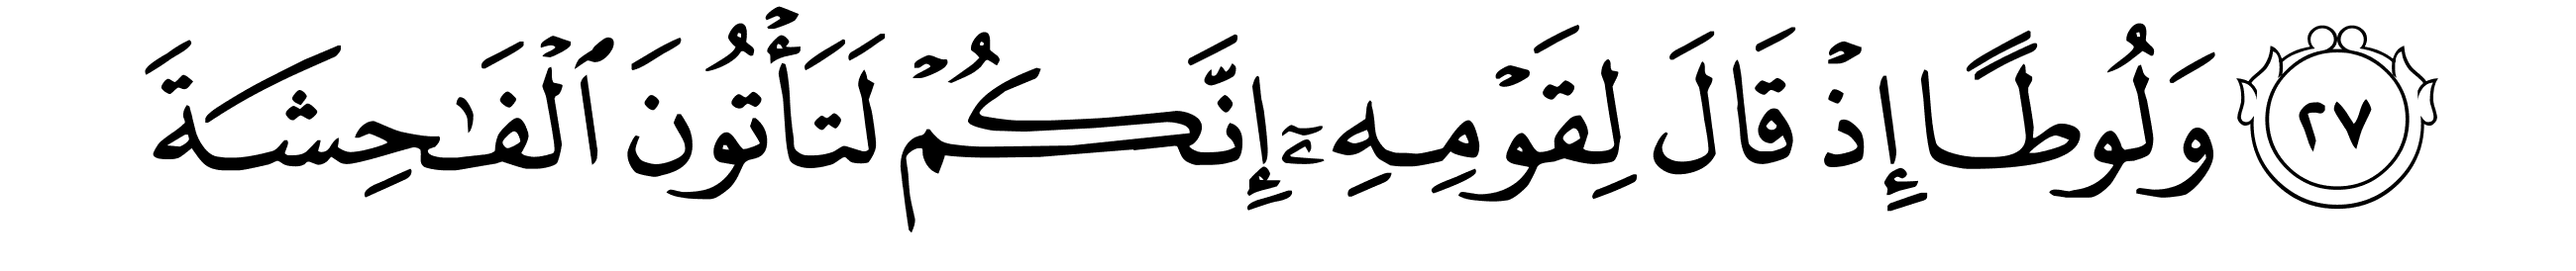 ٢٧ وَلُوطًا إِذْ قَالَ لِقَوْمِهِۦٓ إِنَّكُمْ لَتَأْتُونَ ٱلْفَـٰحِشَةَ